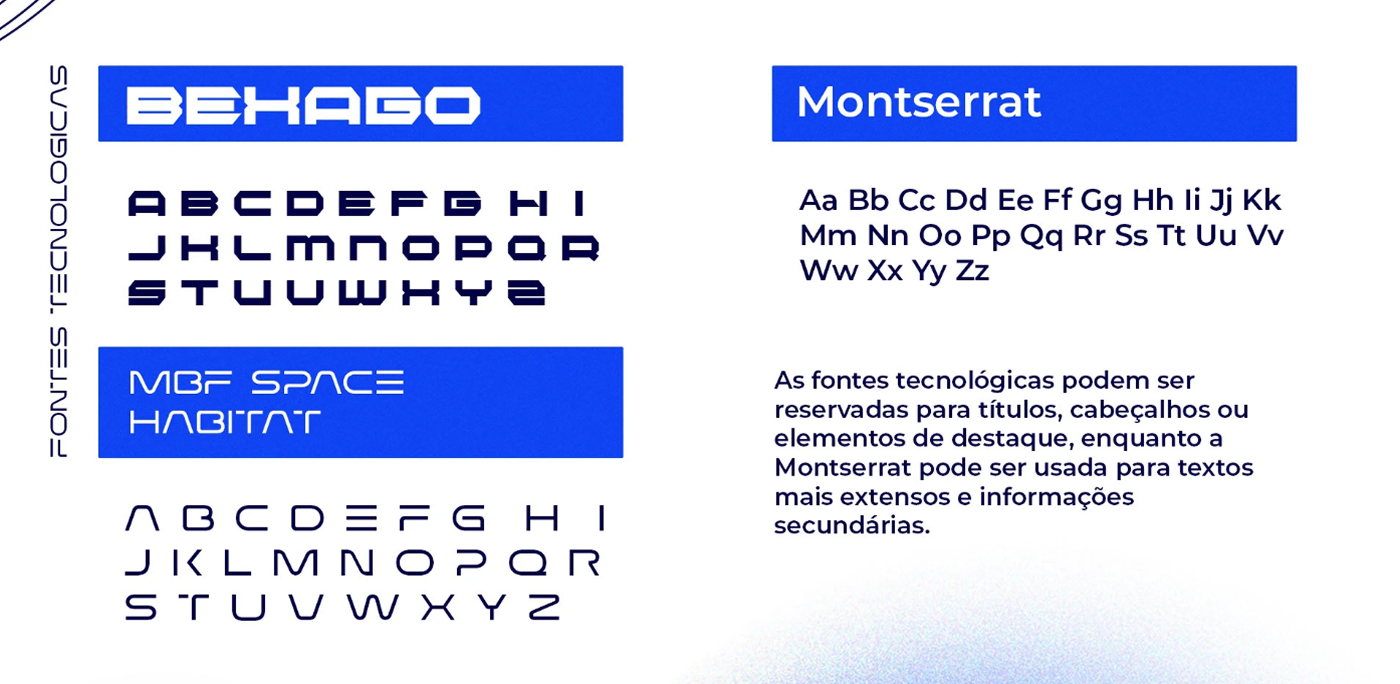 FONTES TECNOLOGICAS
BEHAGO
A B C D E F G H I
J K L M N O P Q R
S T U U W X Y Z
MBF SPACE
HABITAT
A B C D E F G H I
J K L M N O P Q R
S T U V W X Y Z
Montserrat
Aa Bb Cc Dd Ee Ff Gg Hh Ii Jj Kk
Mm Nn Oo Pp Qq Rr Ss Tt Uu Vv
Ww Xx Yy Zz
As fontes tecnológicas podem ser
reservadas para títulos, cabeçalhos ou
elementos de destaque, enquanto a
Montserrat pode ser usada para textos
mais extensos e informações
secundárias.